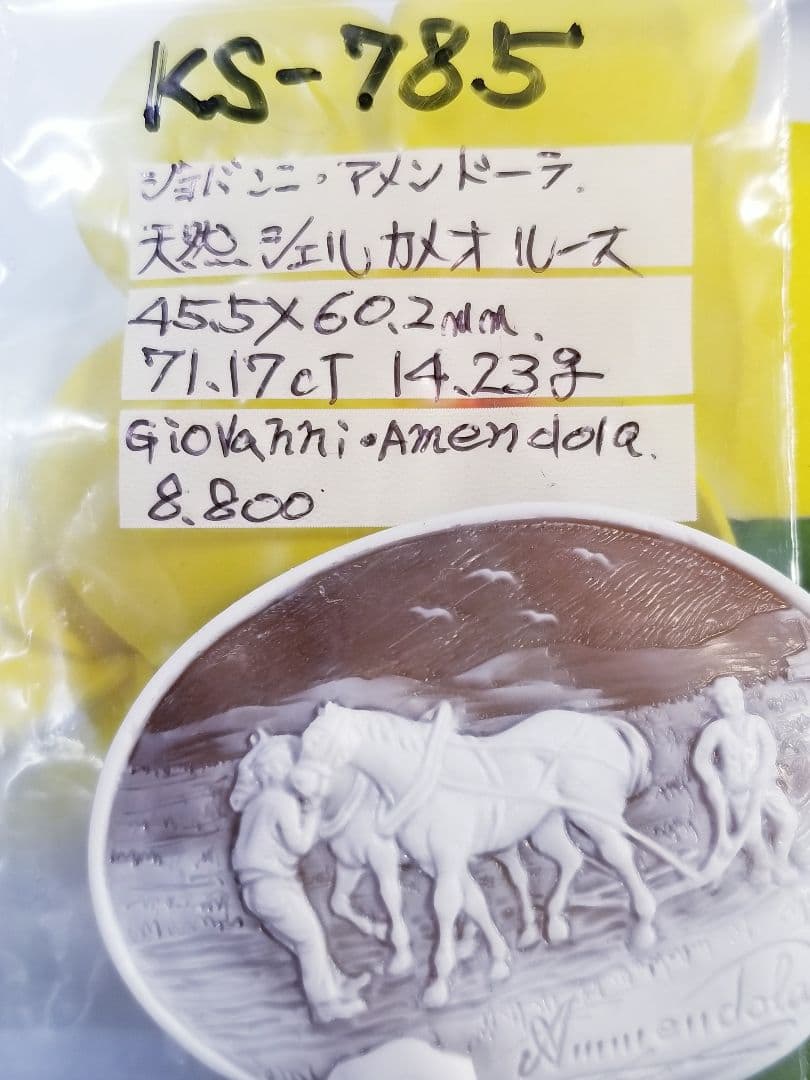 KS-785
ジョバンニ・アメンドーラ.
天然シェルカメオルース
45.5×60.2mm.
71.17cT 14.23g
Giovanni・Amendola.
8.800